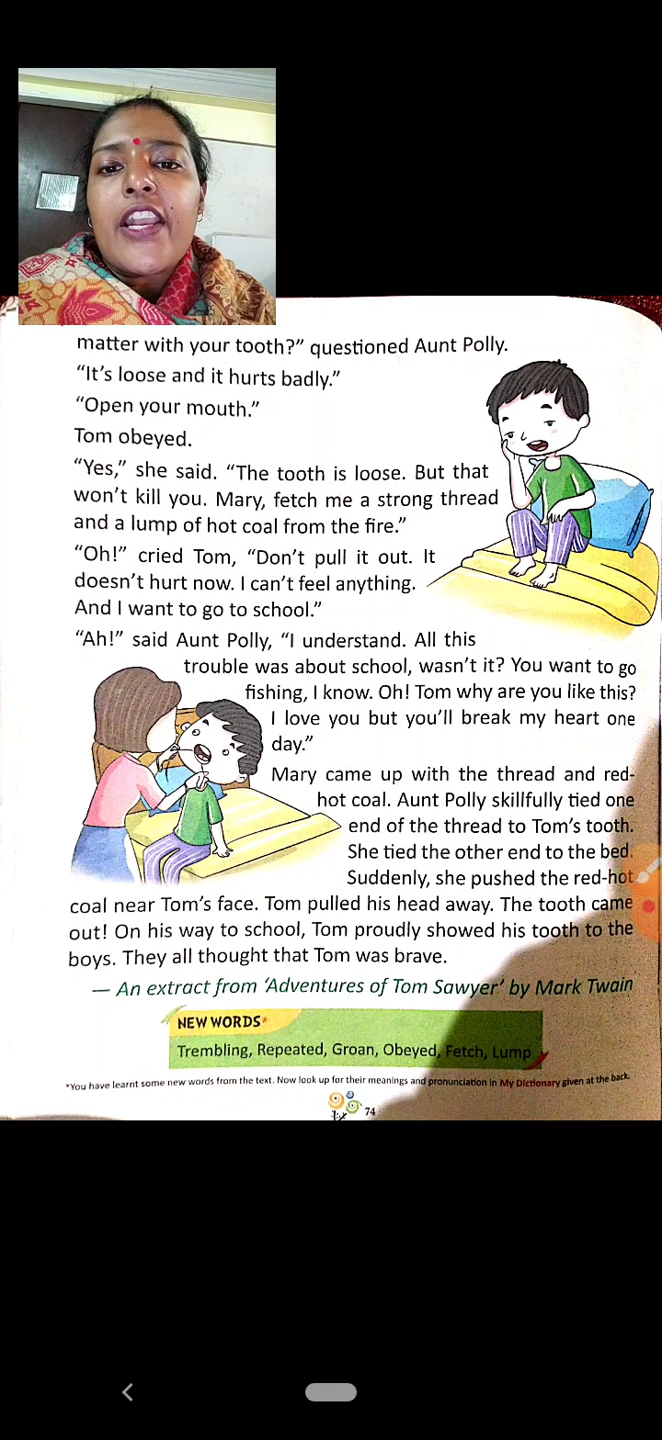 matter with your tooth?” questioned Aunt Polly.
“It’s loose and it hurts badly.”
“Open your mouth.”
Tom obeyed.
“Yes,” she said. “The tooth is loose. But that
won’t kill you. Mary, fetch me a strong thread
and a lump of hot coal from the fire.”
“Oh!” cried Tom, “Don’t pull it out. It
doesn’t hurt now. I can’t feel anything.
And I want to go to school.”
“Ah!” said Aunt Polly, “I understand. All this
trouble was about school, wasn’t it? You want to go
fishing, I know. Oh! Tom why are you like this?
I love you but you’ll break my heart one
day.”
Mary came up with the thread and red-
hot coal. Aunt Polly skillfully tied one
end of the thread to Tom’s tooth.
She tied the other end to the bed.
Suddenly, she pushed the red-hot
coal near Tom’s face. Tom pulled his head away. The tooth came
out! On his way to school, Tom proudly showed his tooth to the
boys. They all thought that Tom was brave.
— An extract from ‘Adventures of Tom Sawyer’ by Mark Twain
NEW WORDS*
Trembling, Repeated, Groan, Obeyed, Fetch, Lump
*You have learnt some new words from the text. Now look up for their meanings and pronunciation in My Dictionary given at the back.
74